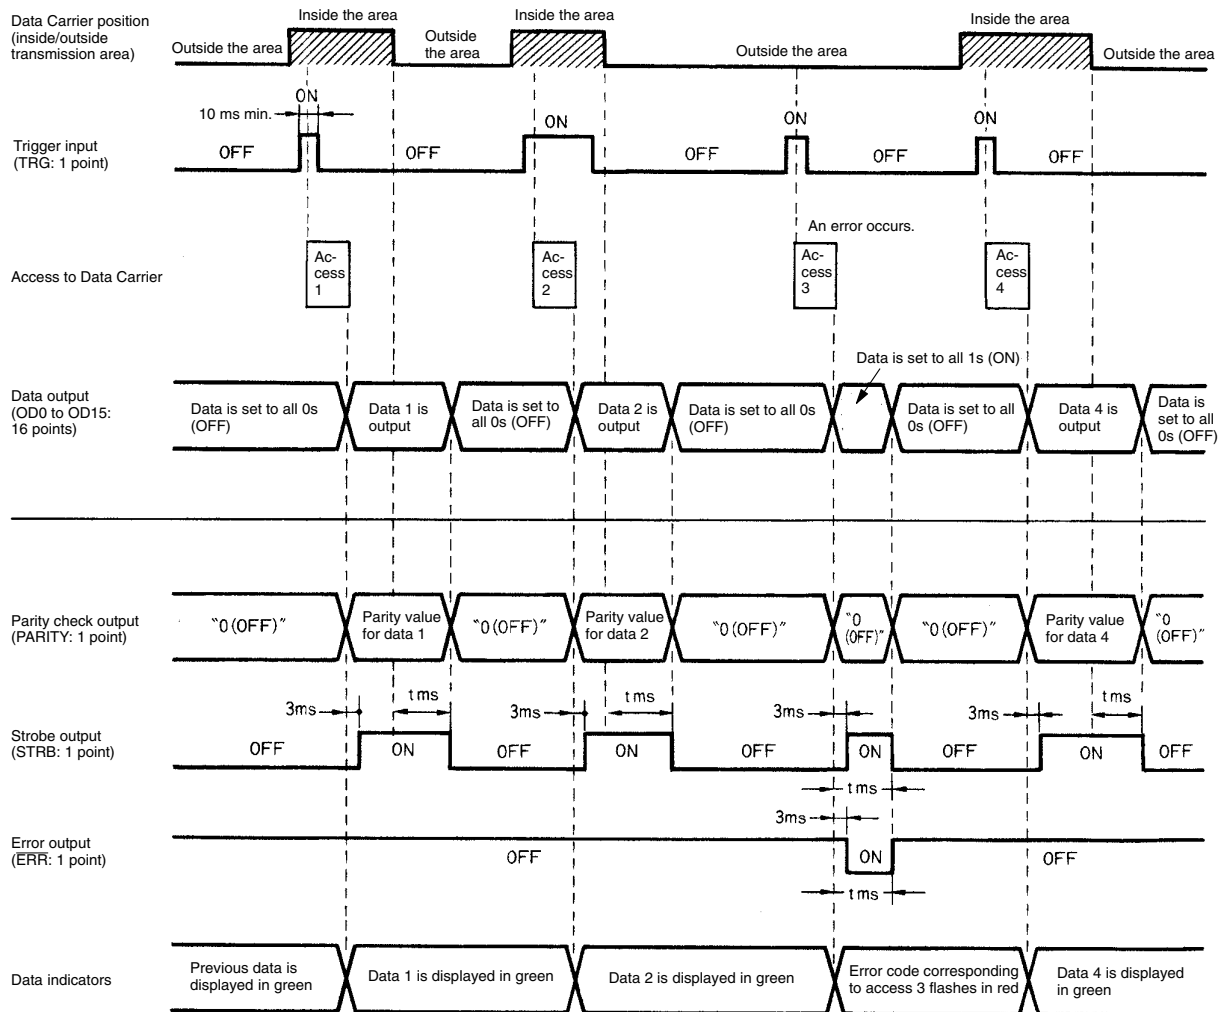 Data Carrier position
(inside/outside
transmission area)
Outside the area
Inside the area
Outside
the area
Inside the area
Outside the area
Inside the area
Outside the area
Trigger input
(TRG: 1 point)
10 ms min.
ON
OFF
OFF
ON
OFF
ON
OFF
ON
OFF
Access to Data Carrier
Ac-
cess
1
Ac-
cess
2
An error occurs.
Ac-
cess
3
Ac-
cess
4
Data output
(OD0 to OD15:
16 points)
Data is set to all 0s
(OFF)
Data 1 is
output
Data is set to
all 0s (OFF)
Data 2 is
output
Data is set to all 0s
(OFF)
Data is set to all 1s (ON)
Data is set to all
0s (OFF)
Data 4 is
output
Data is
set to all
0s (OFF)
Parity check output
(PARITY: 1 point)
"0(OFF)"
Parity value
for data 1
"0(OFF)"
Parity value
for data 2
"0(OFF)"
"0
(OFF)"
"0(OFF)"
Parity value
for data 4
"0
(OFF)"
Strobe output
(STRB: 1 point)
3ms
t ms
3ms
t ms
3ms
3ms
t ms
OFF
ON
OFF
ON
OFF
ON
OFF
ON
OFF
t ms
Error output
(ERR: 1 point)
3ms
OFF
ON
OFF
t ms
Data indicators
Previous data is
displayed in green
Data 1 is displayed in green
Data 2 is displayed in green
Error code corresponding
to access 3 flashes in red
Data 4 is displayed
in green